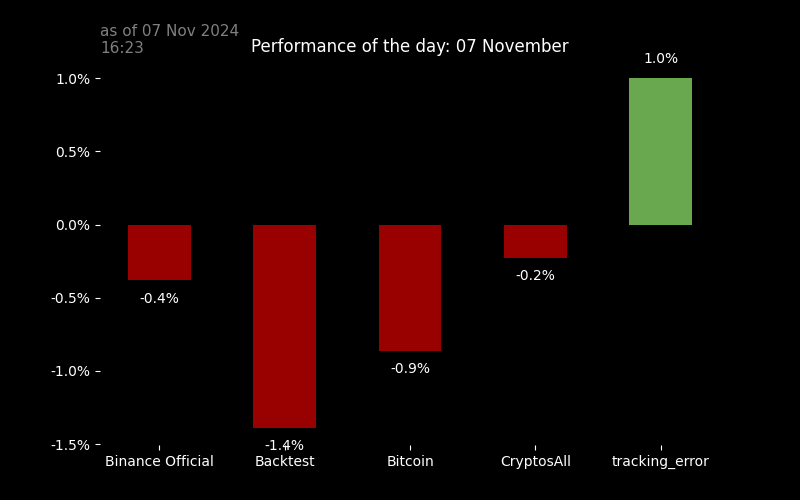 as of 07 Nov 2024
16:23
Performance of the day: 07 November
1.0%
1.0%
0.5%
0.0%
-0.5%
-1.0%
-1.5%
-0.4%
-1.4%
-0.9%
-0.2%
Binance Official
Backtest
Bitcoin
CryptosAll
tracking_error